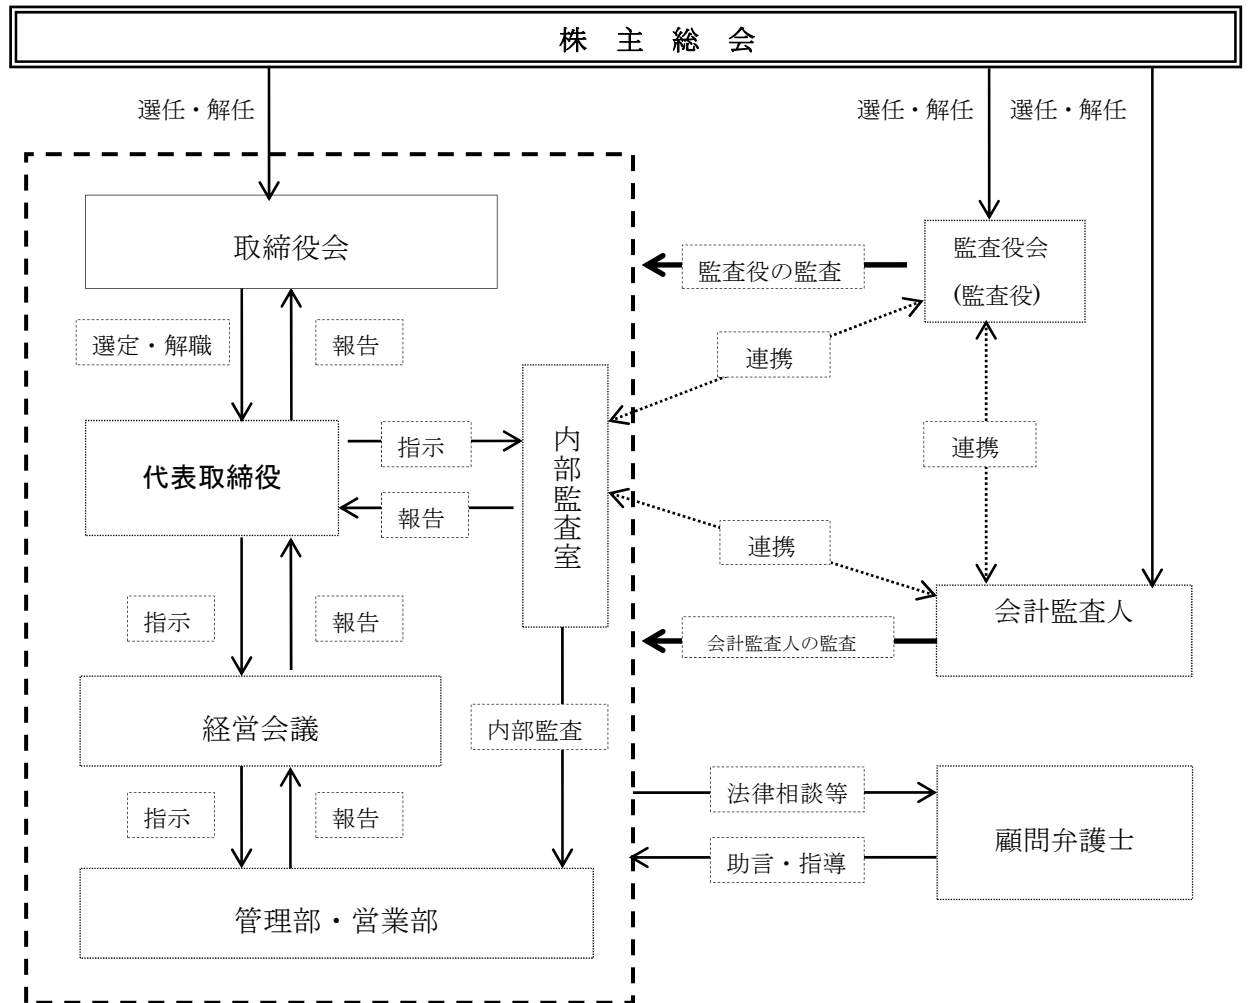 株　主　総　会
選任・解任
選任・解任
選任・解任
取締役会
監査役会
(監査役)
監査役の監査
選定・解職
報告
連携
内部監査室
代表取締役
指示
報告
連携
連携
指示
報告
会計監査人
会計監査人の監査
経営会議
内部監査
指示
報告
法律相談等
顧問弁護士
助言・指導
管理部・営業部